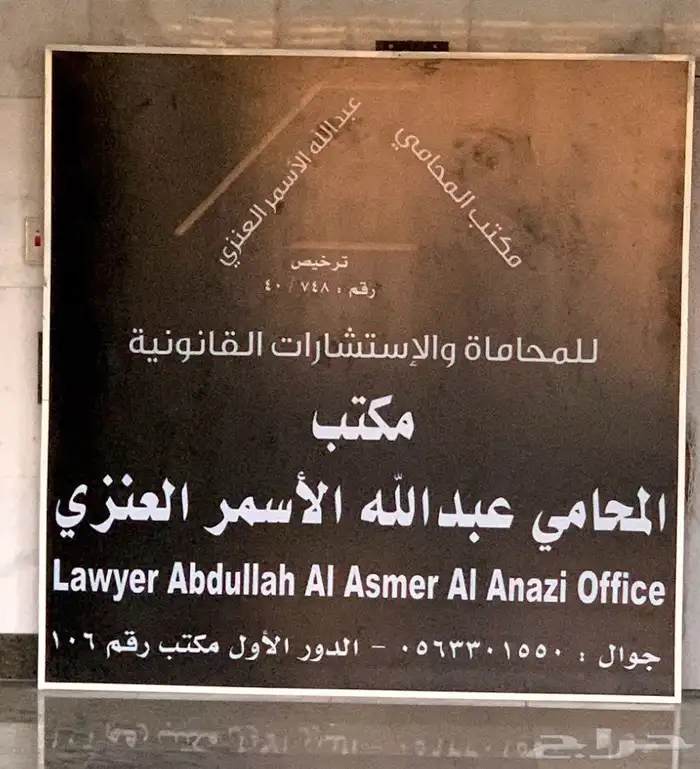 مكتب المحامي
عبدالله الأسمر العنزي
ترخيص
رقم : ٧٤٨ / ٤٠
للمحاماة والإستشارات القانونية
مكتب
المحامي عبدالله الأسمر العنزي
Lawyer Abdullah Al Asmer Al Anazi Office
جوال : ٠٥٦٣٣٠١٥٥٠ - الدور الأول مكتب رقم ١٠٦
حراج